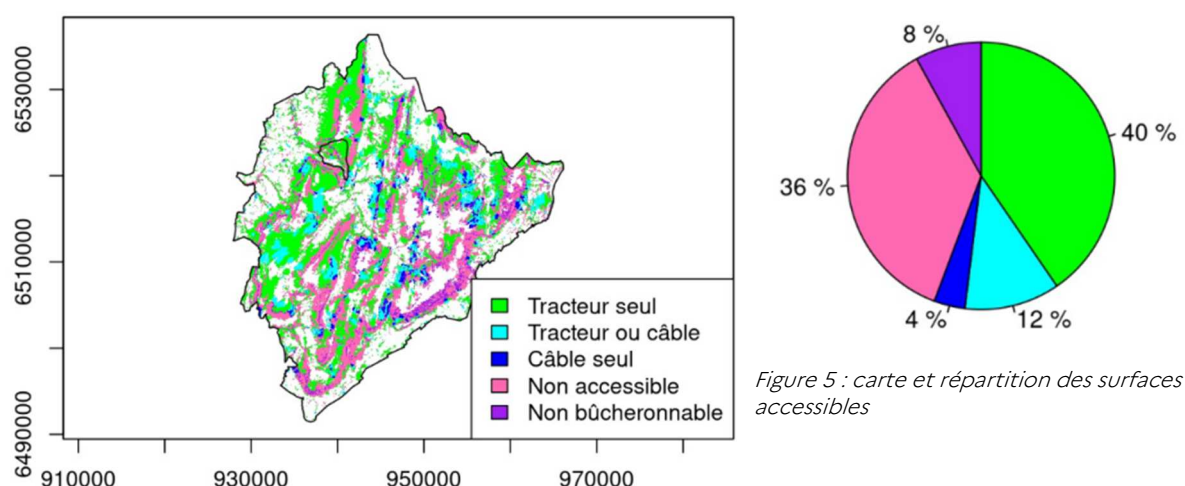 6530000
6510000
6490000
910000
930000
950000
970000
Tracteur seul
Tracteur ou câble
Câble seul
Non accessible
Non bûcheronnable
8 %
40 %
36 %
4 %
12 %
Figure 5 : carte et répartition des surfaces
accessibles